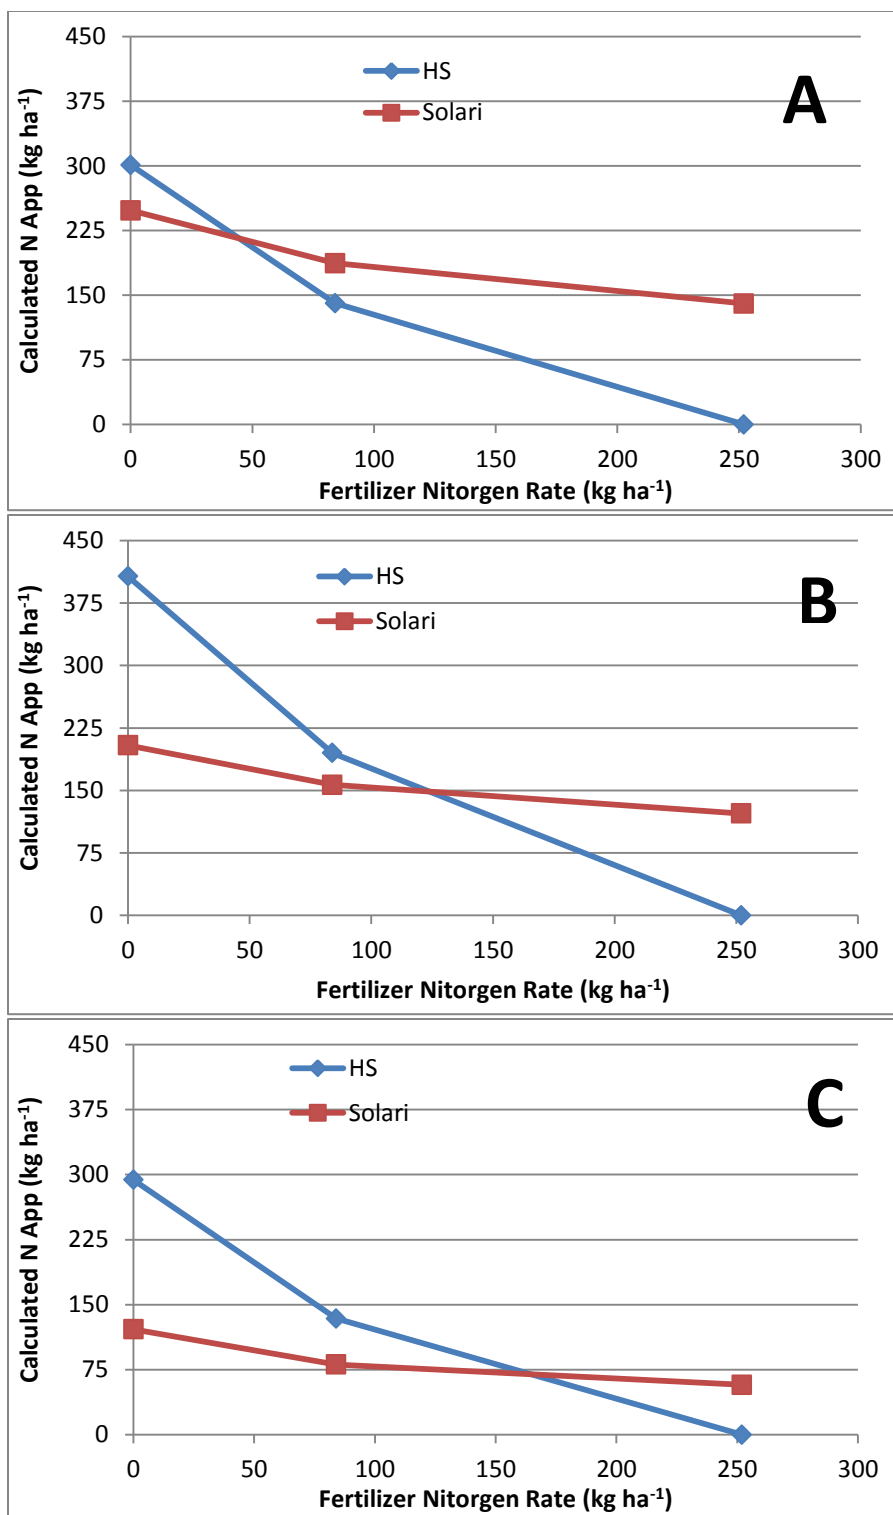 450
375
300
225
150
75
0
0 50 100 150 200 250 300
Calculated N App (kg ha⁻¹)
Fertilizer Nitorgen Rate (kg ha⁻¹)
HS
Solari
A
450
375
300
225
150
75
0
0 50 100 150 200 250 300
Calculated N App (kg ha⁻¹)
Fertilizer Nitorgen Rate (kg ha⁻¹)
HS
Solari
B
450
375
300
225
150
75
0
0 50 100 150 200 250 300
Calculated N App (kg ha⁻¹)
Fertilizer Nitorgen Rate (kg ha⁻¹)
HS
Solari
C